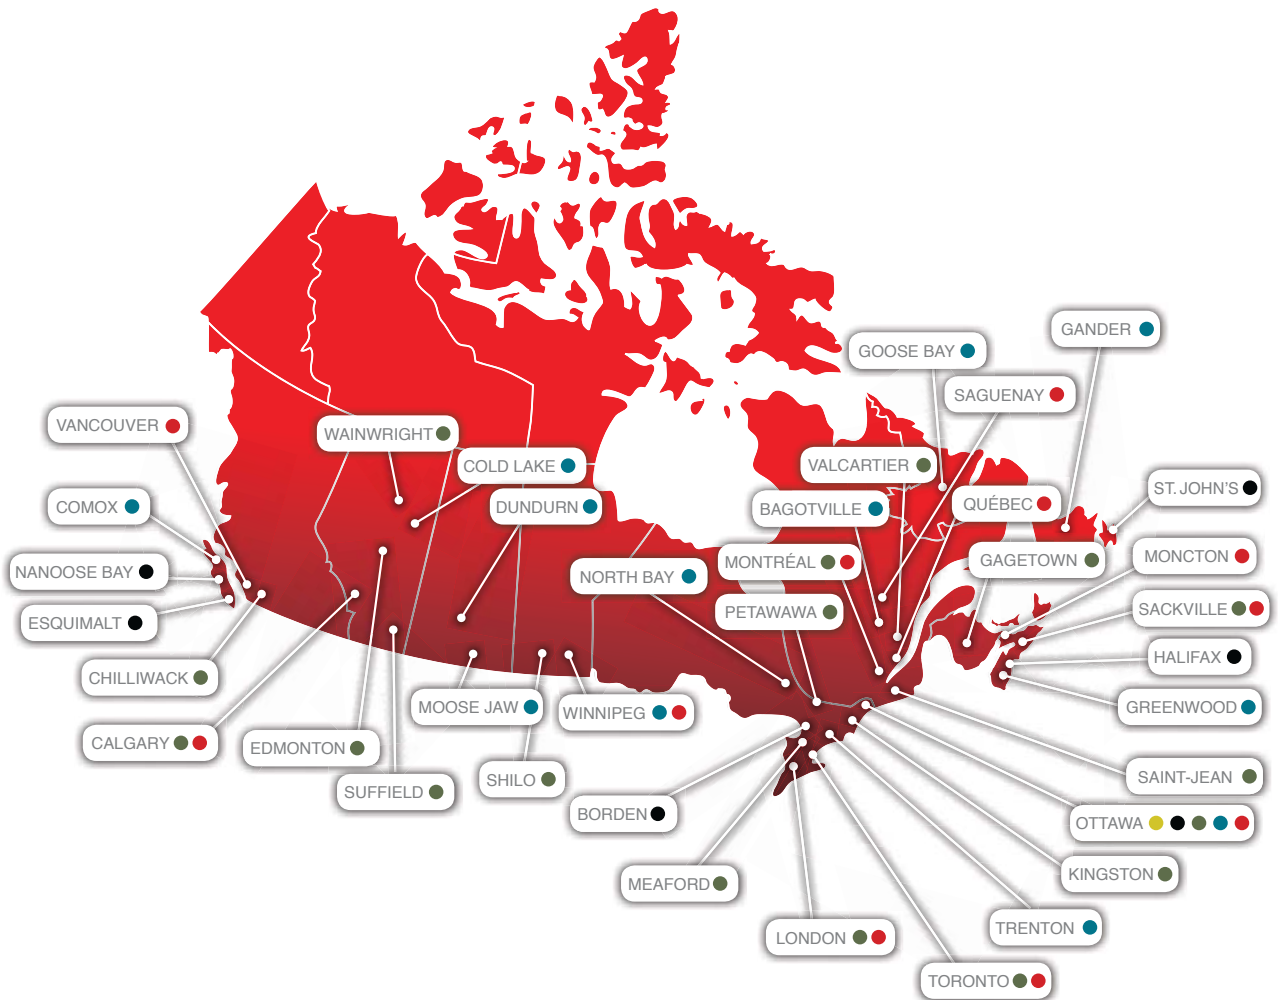 GANDER
GOOSE BAY
SAGUENAY
VANCOUVER
WAINWRIGHT
COLD LAKE
VALCARTIER
ST. JOHN'S
COMOX
DUNDURN
BAGOTVILLE
QUÉBEC
NANOOSE BAY
NORTH BAY
MONTRÉAL
GAGETOWN
MONCTON
ESQUIMALT
PETAWAWA
SACKVILLE
HALIFAX
CHILLIWACK
MOOSE JAW
WINNIPEG
GREENWOOD
CALGARY
EDMONTON
SUFFIELD
SHILO
SAINT-JEAN
BORDEN
OTTAWA
MEAFORD
KINGSTON
LONDON
TRENTON
TORONTO